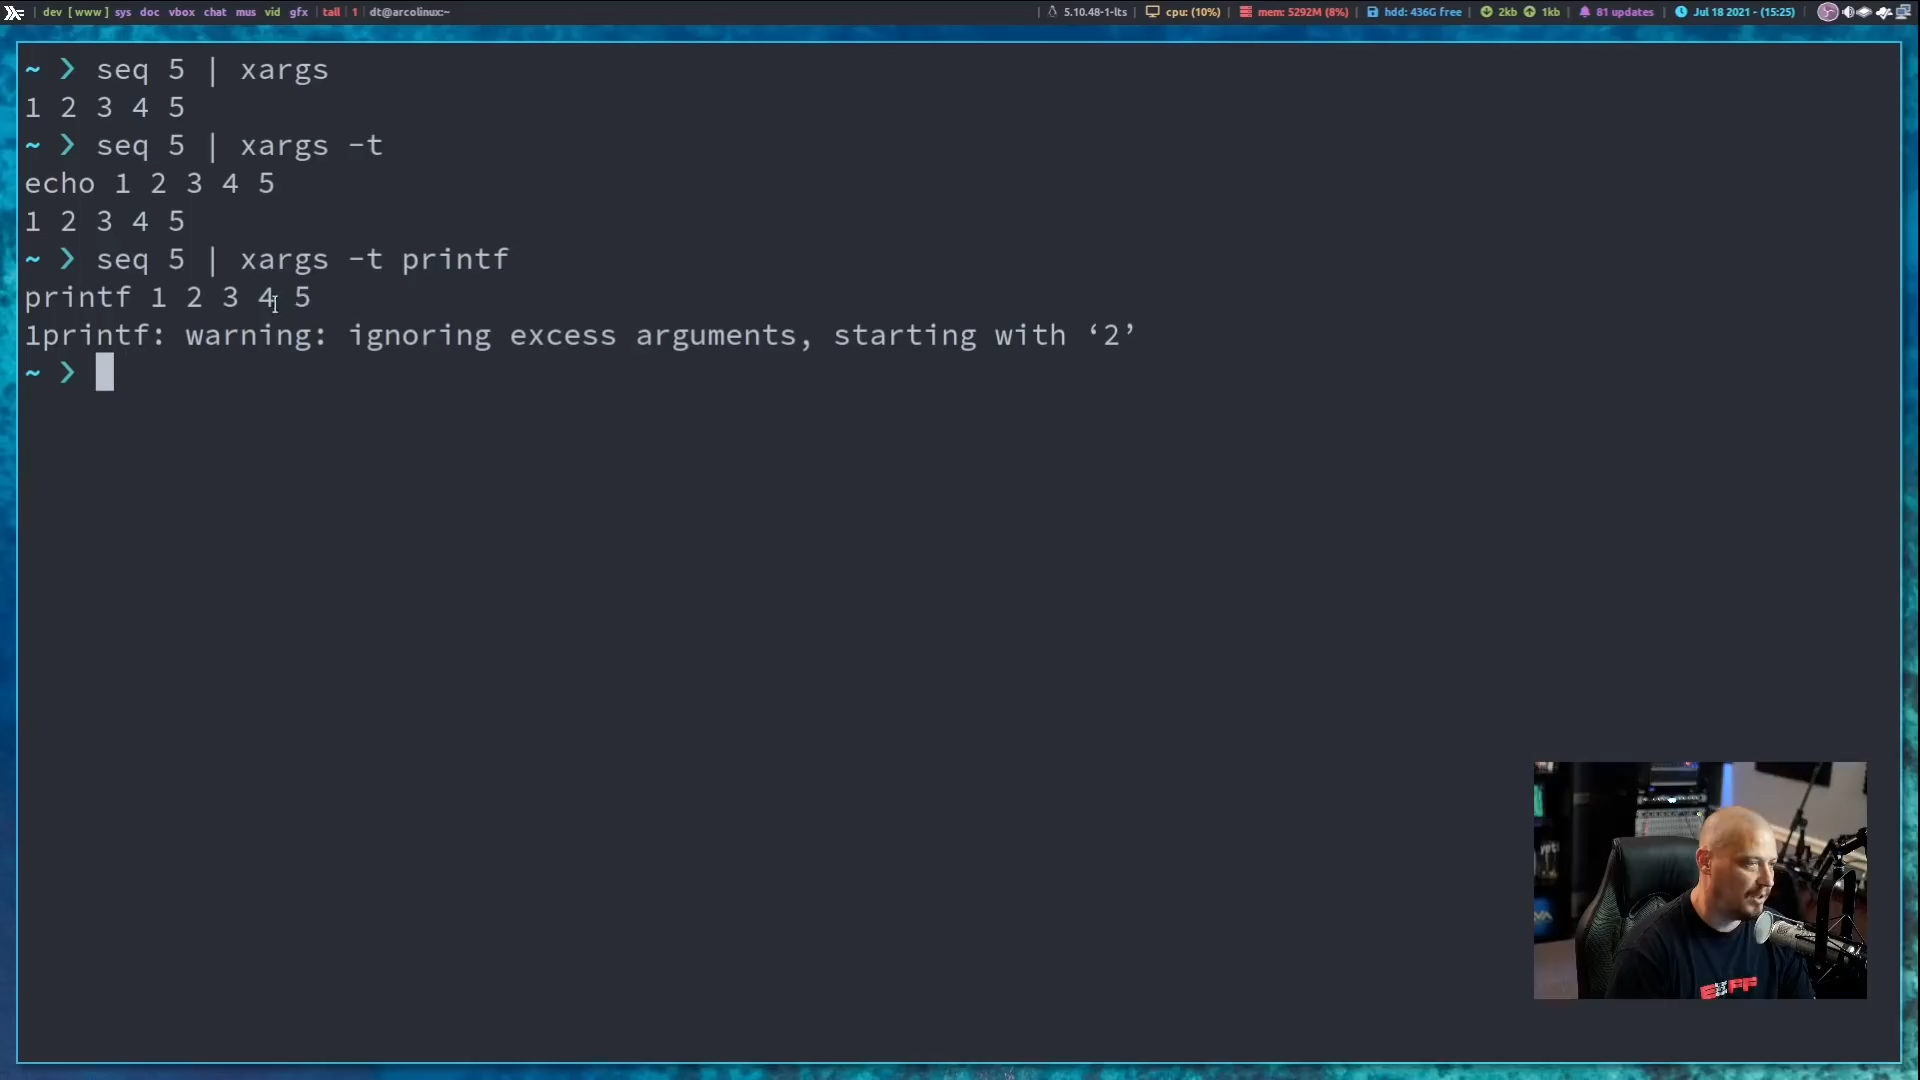 dev [ www ] sys doc vbox chat mus vid gfx | tall | 1 | dt@arcolinux:~ | 5.10.48-1-lts | cpu: (10%) | mem: 5292M (8%) | hdd: 436G free | 2kb 1kb | 81 updates | Jul 18 2021 - (15:25) |
~ ❯ seq 5 | xargs
1 2 3 4 5
~ ❯ seq 5 | xargs -t
echo 1 2 3 4 5
1 2 3 4 5
~ ❯ seq 5 | xargs -t printf
printf 1 2 3 4 5
1printf: warning: ignoring excess arguments, starting with ‘2’
~ ❯